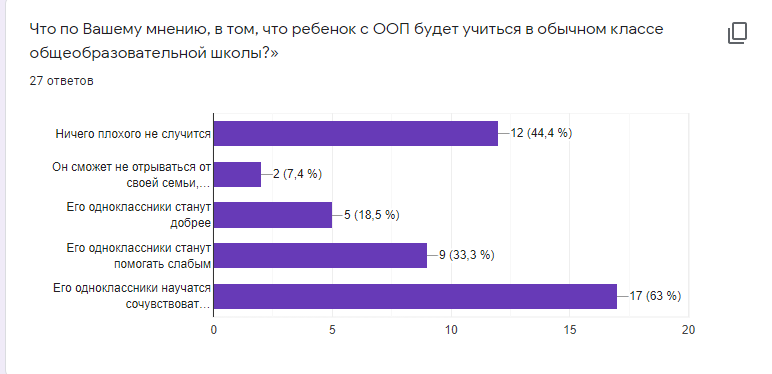 Что по Вашему мнению, в том, что ребенок с ООП будет учиться в обычном классе
общеобразовательной школы?»
27 ответов
Ничего плохого не случится
12 (44,4 %)
Он сможет не отрываться от
своей семьи,…
2 (7,4 %)
Его одноклассники станут
добрее
5 (18,5 %)
Его одноклассники станут
помогать слабым
9 (33,3 %)
Его одноклассники научатся
сочувствоват…
17 (63 %)
0 5 10 15 20